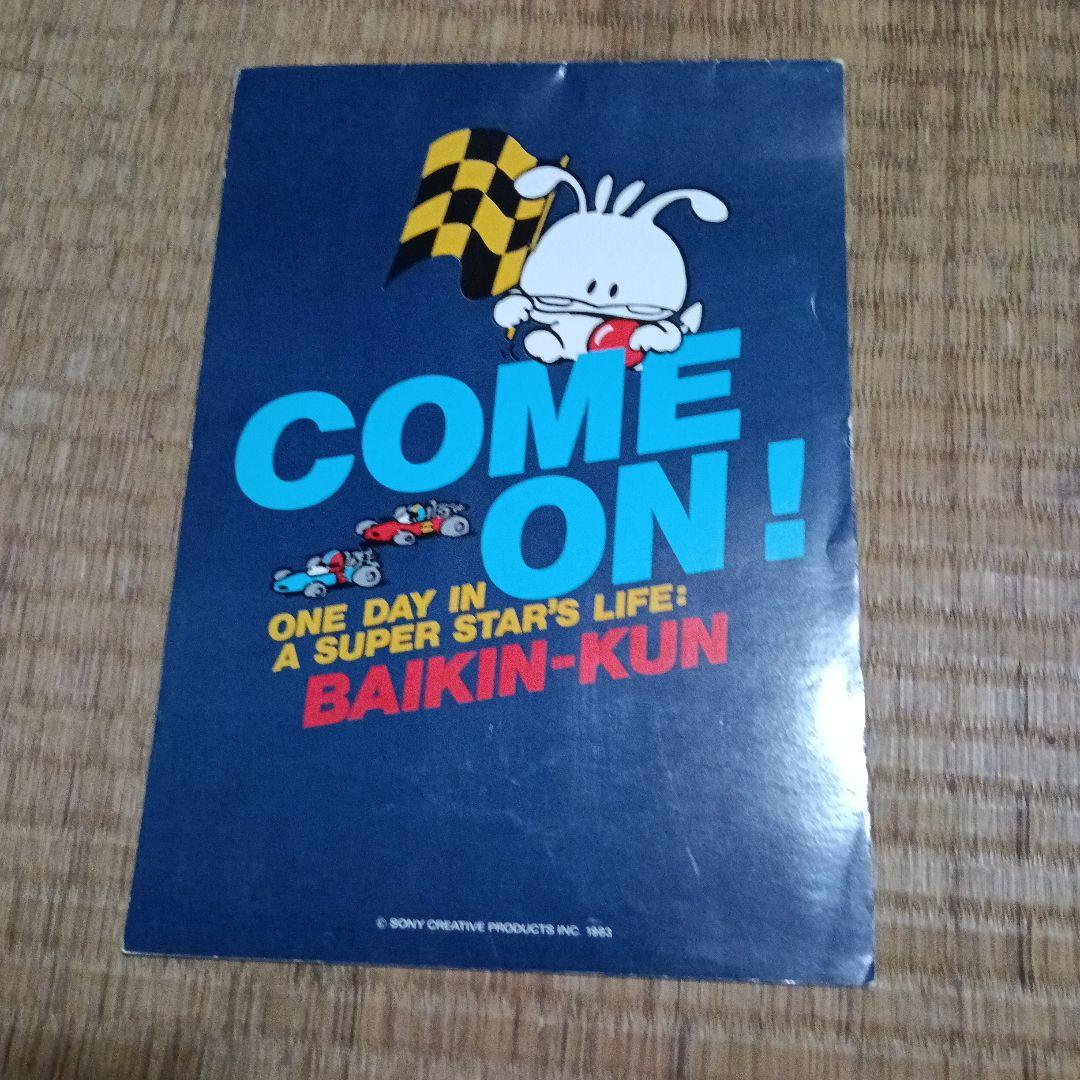 COME
ON!
ONE DAY IN
A SUPER STAR'S LIFE:
BAIKIN-KUN
© SONY CREATIVE PRODUCTS INC. 1983